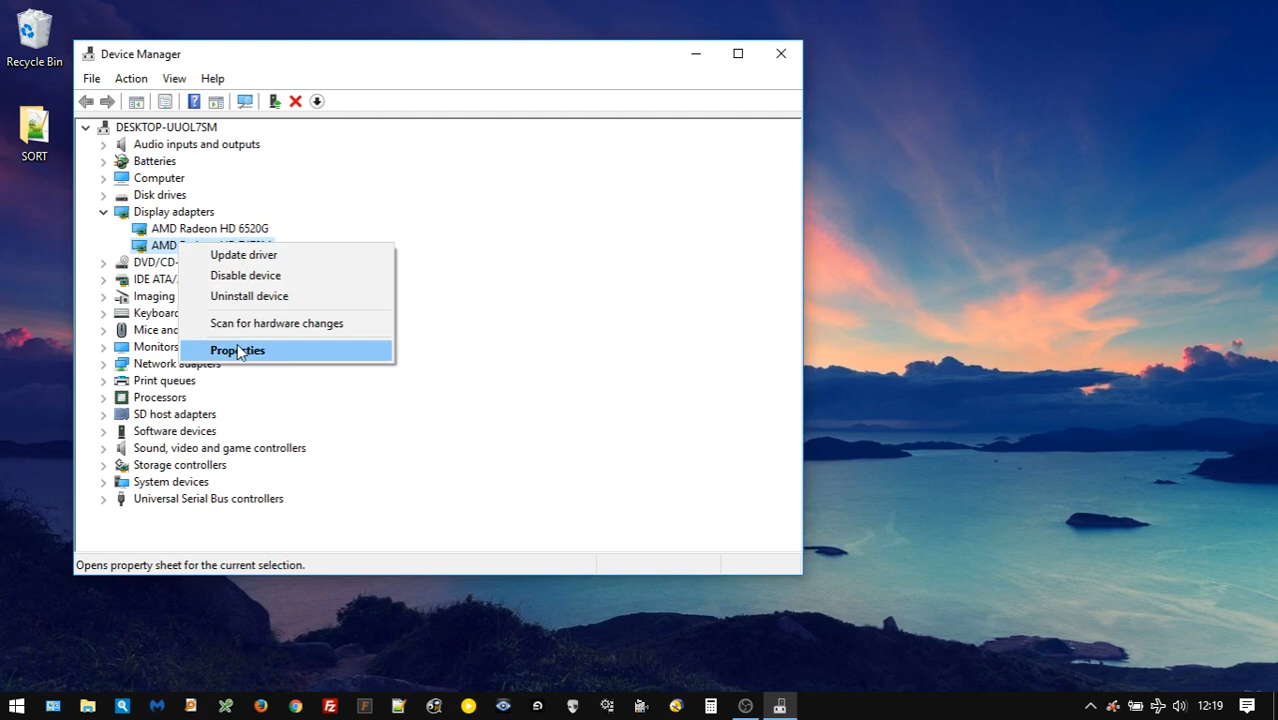 Recycle Bin
SORT
Device Manager
File Action View Help
DESKTOP-UUOL7SM
Audio inputs and outputs
Batteries
Computer
Disk drives
Display adapters
AMD Radeon HD 6520G
AMD
DVD/CD-
IDE ATA/
Imaging
Keyboar
Mice and
Monitors
Network adapters
Print queues
Processors
SD host adapters
Software devices
Sound, video and game controllers
Storage controllers
System devices
Universal Serial Bus controllers
Update driver
Disable device
Uninstall device
Scan for hardware changes
Properties
Opens property sheet for the current selection.
12:19